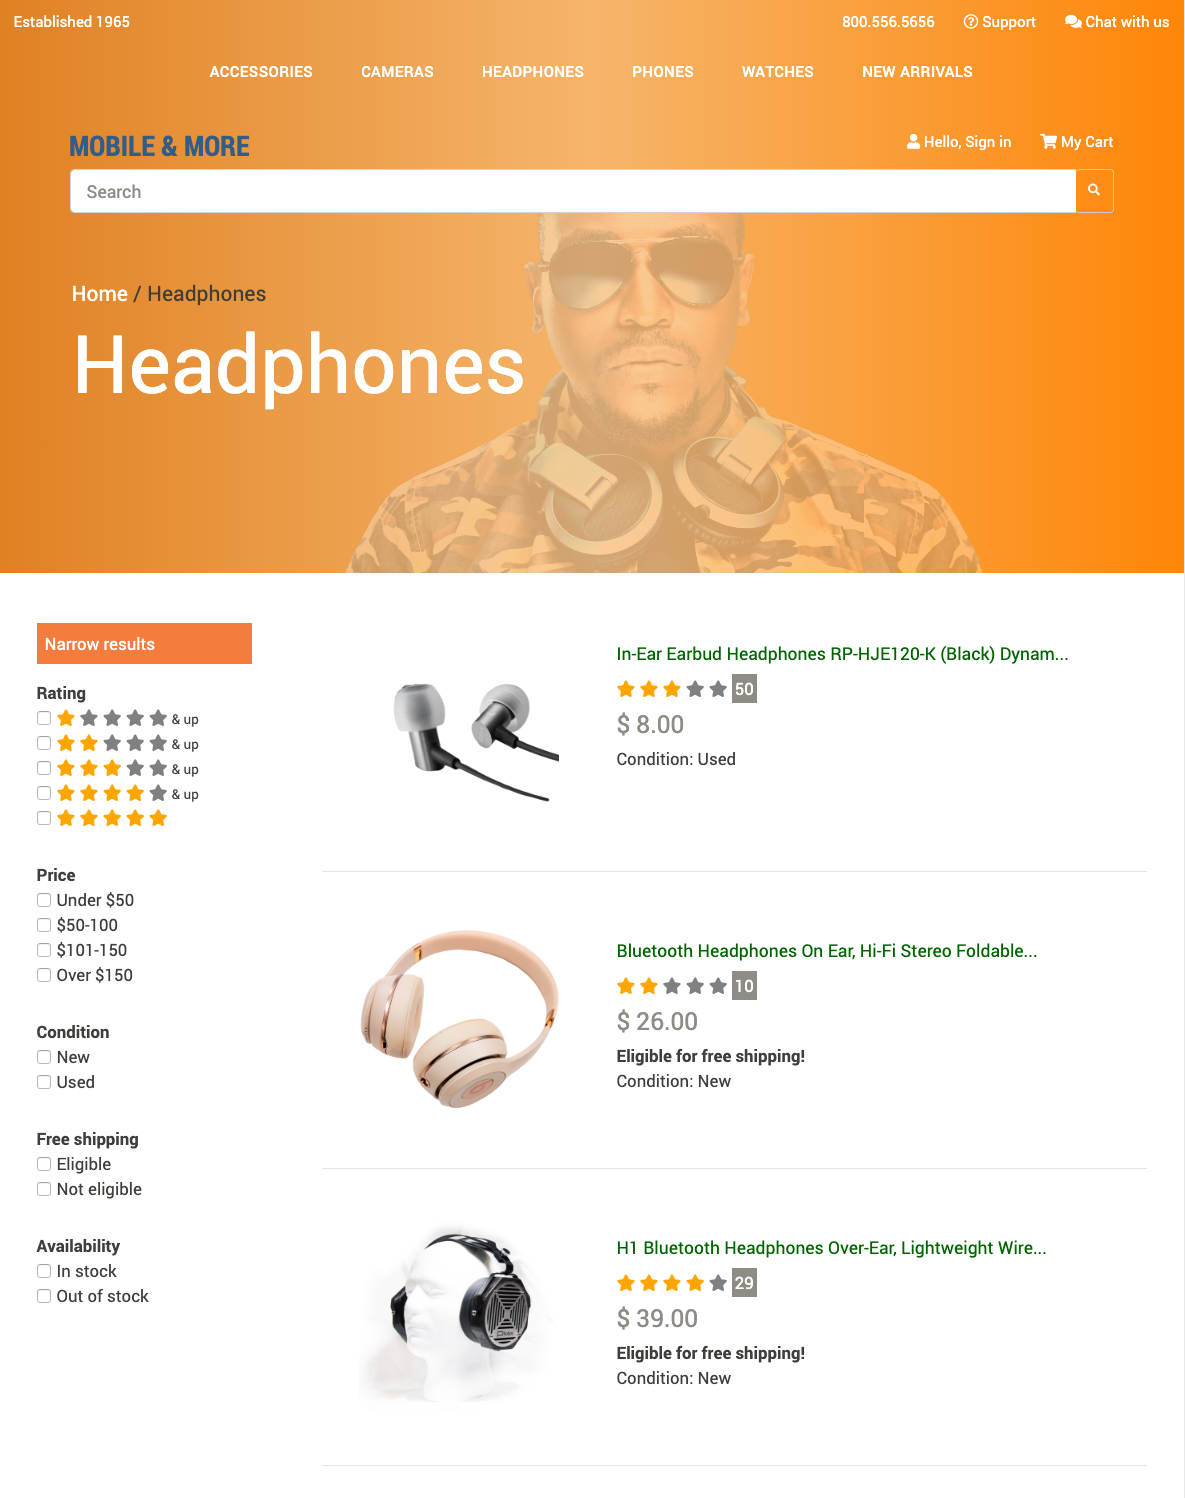 Established 1965
800.556.5656 Support Chat with us
ACCESSORIES CAMERAS HEADPHONES PHONES WATCHES NEW ARRIVALS
MOBILE & MORE
Hello, Sign in My Cart
Search
Home / Headphones
Headphones
Narrow results
Rating
& up
& up
& up
& up
Price
Under $50
$50-100
$101-150
Over $150
Condition
New
Used
Free shipping
Eligible
Not eligible
Availability
In stock
Out of stock
In-Ear Earbud Headphones RP-HJE120-K (Black) Dynam...
50
$ 8.00
Condition: Used
Bluetooth Headphones On Ear, Hi-Fi Stereo Foldable...
10
$ 26.00
Eligible for free shipping!
Condition: New
H1 Bluetooth Headphones Over-Ear, Lightweight Wire...
29
$ 39.00
Eligible for free shipping!
Condition: New